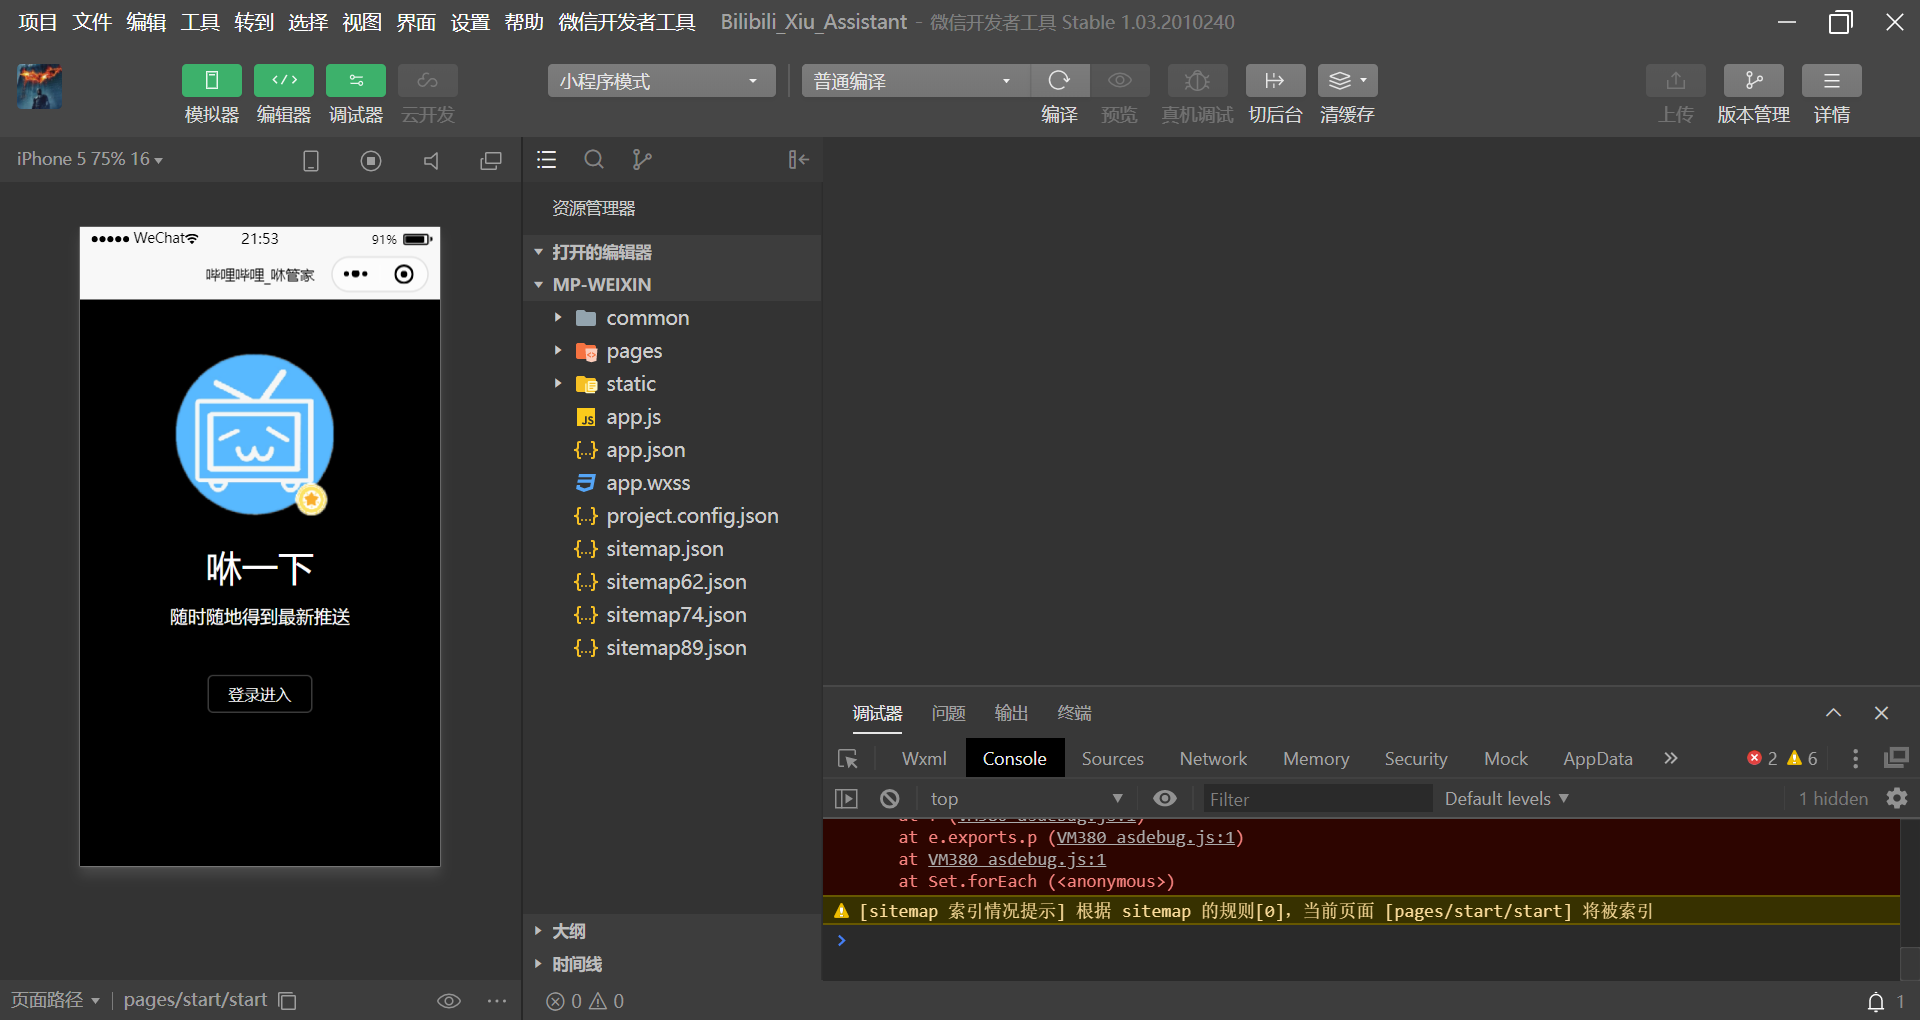 项目 文件 编辑 工具 转到 选择 视图 界面 设置 帮助 微信开发者工具 Bilibili_Xiu_Assistant - 微信开发者工具 Stable 1.03.2010240
模拟器 编辑器 调试器 云开发
小程序模式
普通编译
编译 预览 真机调试 切后台 清缓存
上传 版本管理 详情
iPhone 5 75% 16
WeChat 21:53 91%
哔哩哔哩_咻管家
咻一下
随时随地得到最新推送
登录进入
页面路径 pages/start/start
资源管理器
打开的编辑器
MP-WEIXIN
common
pages
static
JS app.js
{..} app.json
app.wxss
{..} project.config.json
{..} sitemap.json
{..} sitemap62.json
{..} sitemap74.json
{..} sitemap89.json
大纲
时间线
0 0
调试器 问题 输出 终端
Wxml Console Sources Network Memory Security Mock AppData 2 6
top Filter Default levels 1 hidden
at e.exports.p (VM380 asdebug.js:1)
at VM380 asdebug.js:1
at Set.forEach (<anonymous>)
[sitemap 索引情况提示] 根据 sitemap 的规则[0]，当前页面 [pages/start/start] 将被索引
1